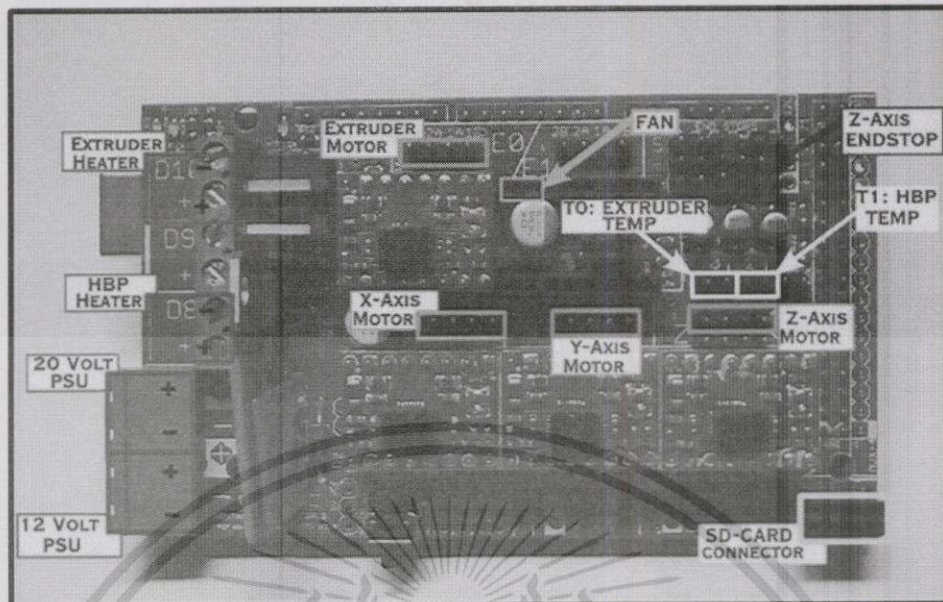 EXTRUDER
HEATER
EXTRUDER
MOTOR
FAN
Z-AXIS
ENDSTOP
T0: EXTRUDER
TEMP
T1: HBP
TEMP
D10
+
D9
+
HBP
HEATER
D8
+
E0
E1
X-AXIS
MOTOR
Y-AXIS
MOTOR
Z-AXIS
MOTOR
20 VOLT
PSU
+
−
+
−
12 VOLT
PSU
SD-CARD
CONNECTOR